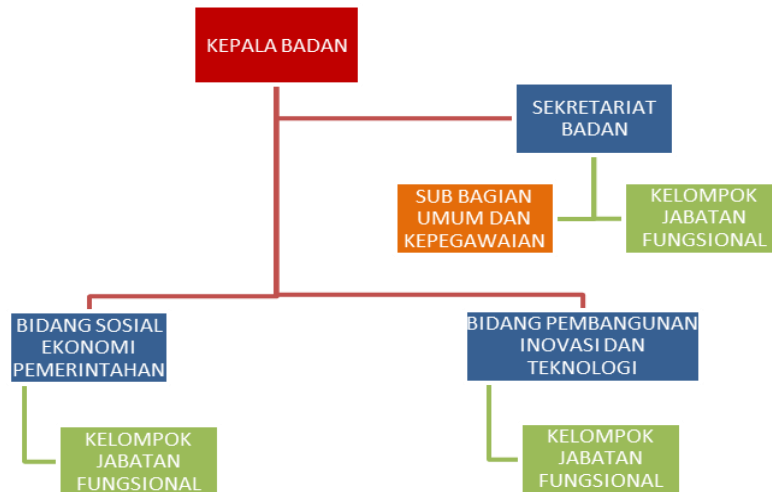 KEPALA BADAN
SEKRETARIAT
BADAN
SUB BAGIAN
UMUM DAN
KEPEGAWAIAN
KELOMPOK
JABATAN
FUNGSIONAL
BIDANG SOSIAL
EKONOMI
PEMERINTAHAN
BIDANG PEMBANGUNAN
INOVASI DAN
TEKNOLOGI
KELOMPOK
JABATAN
FUNGSIONAL
KELOMPOK
JABATAN
FUNGSIONAL